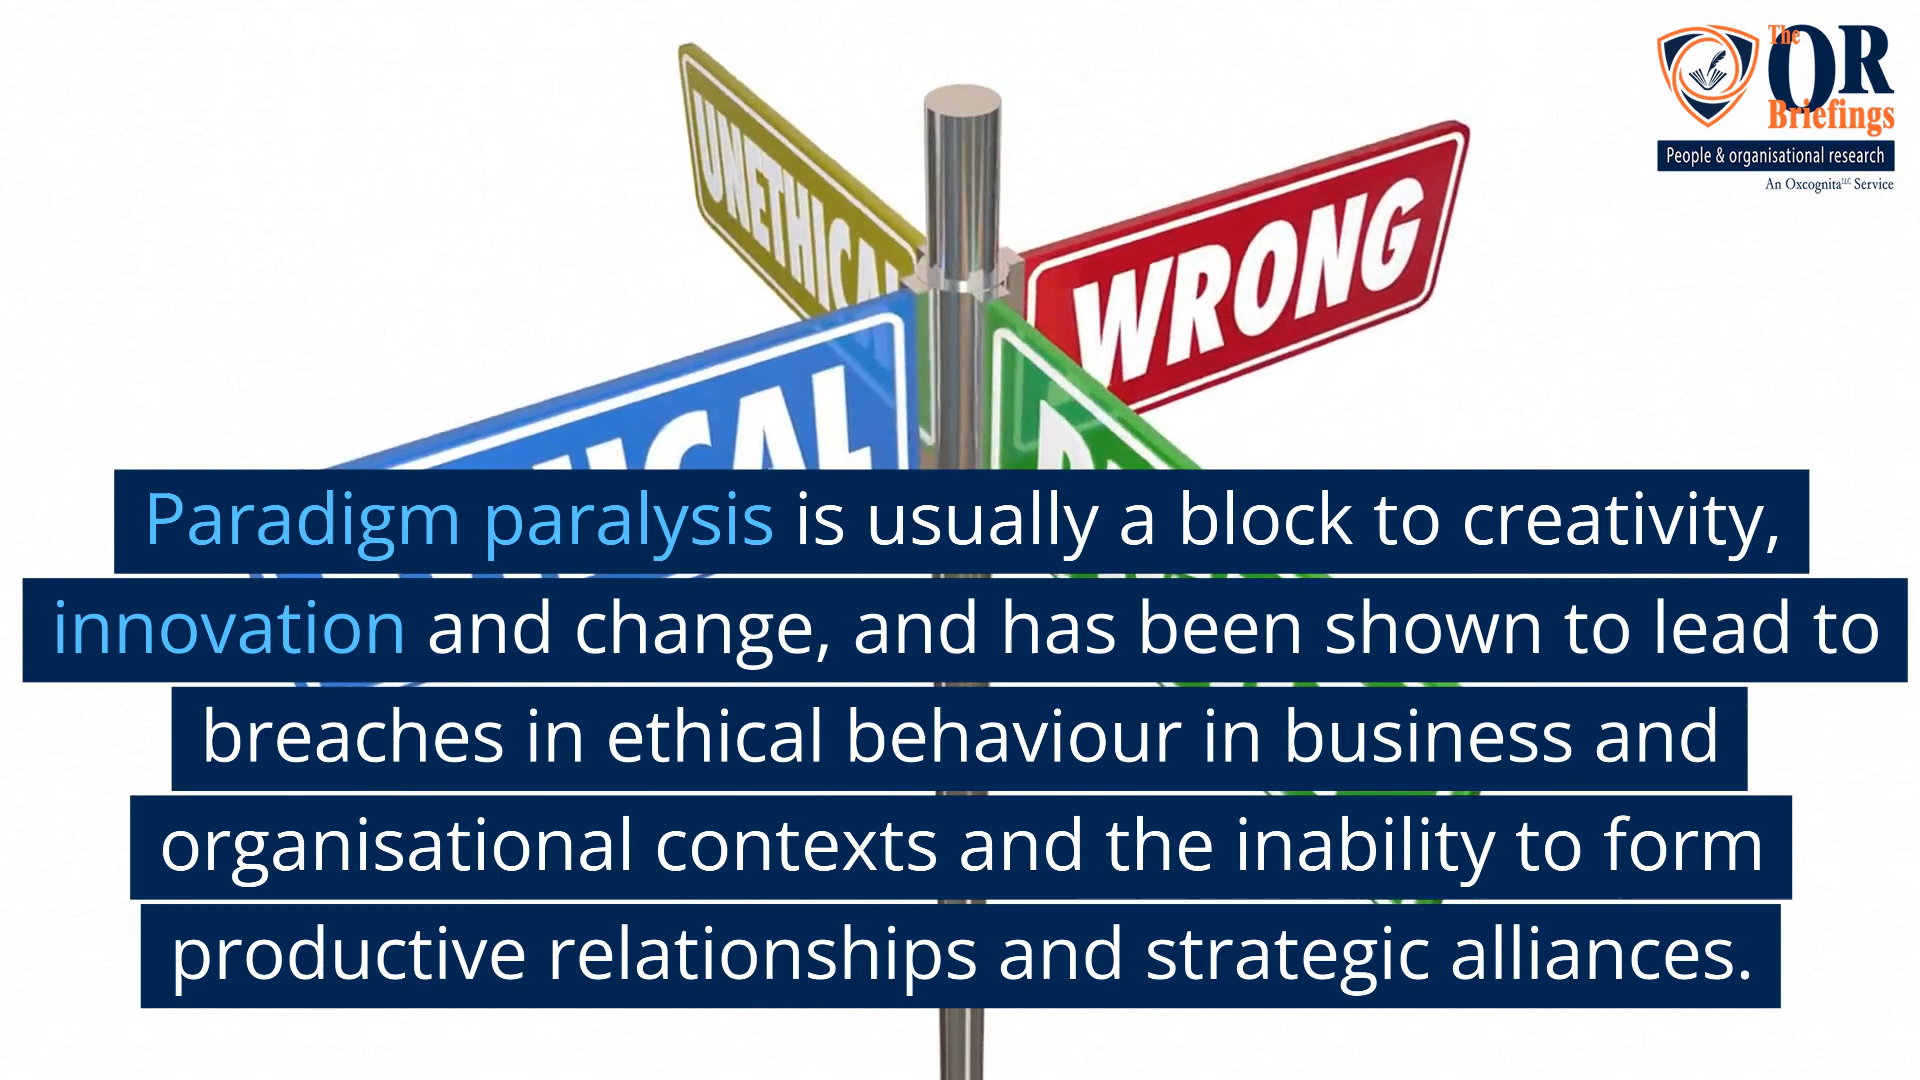 The
OR
Briefings
People & organisational research
An Oxcognita LLC Service
UNETHICAL
WRONG
Paradigm paralysis is usually a block to creativity,
innovation and change, and has been shown to lead to
breaches in ethical behaviour in business and
organisational contexts and the inability to form
productive relationships and strategic alliances.